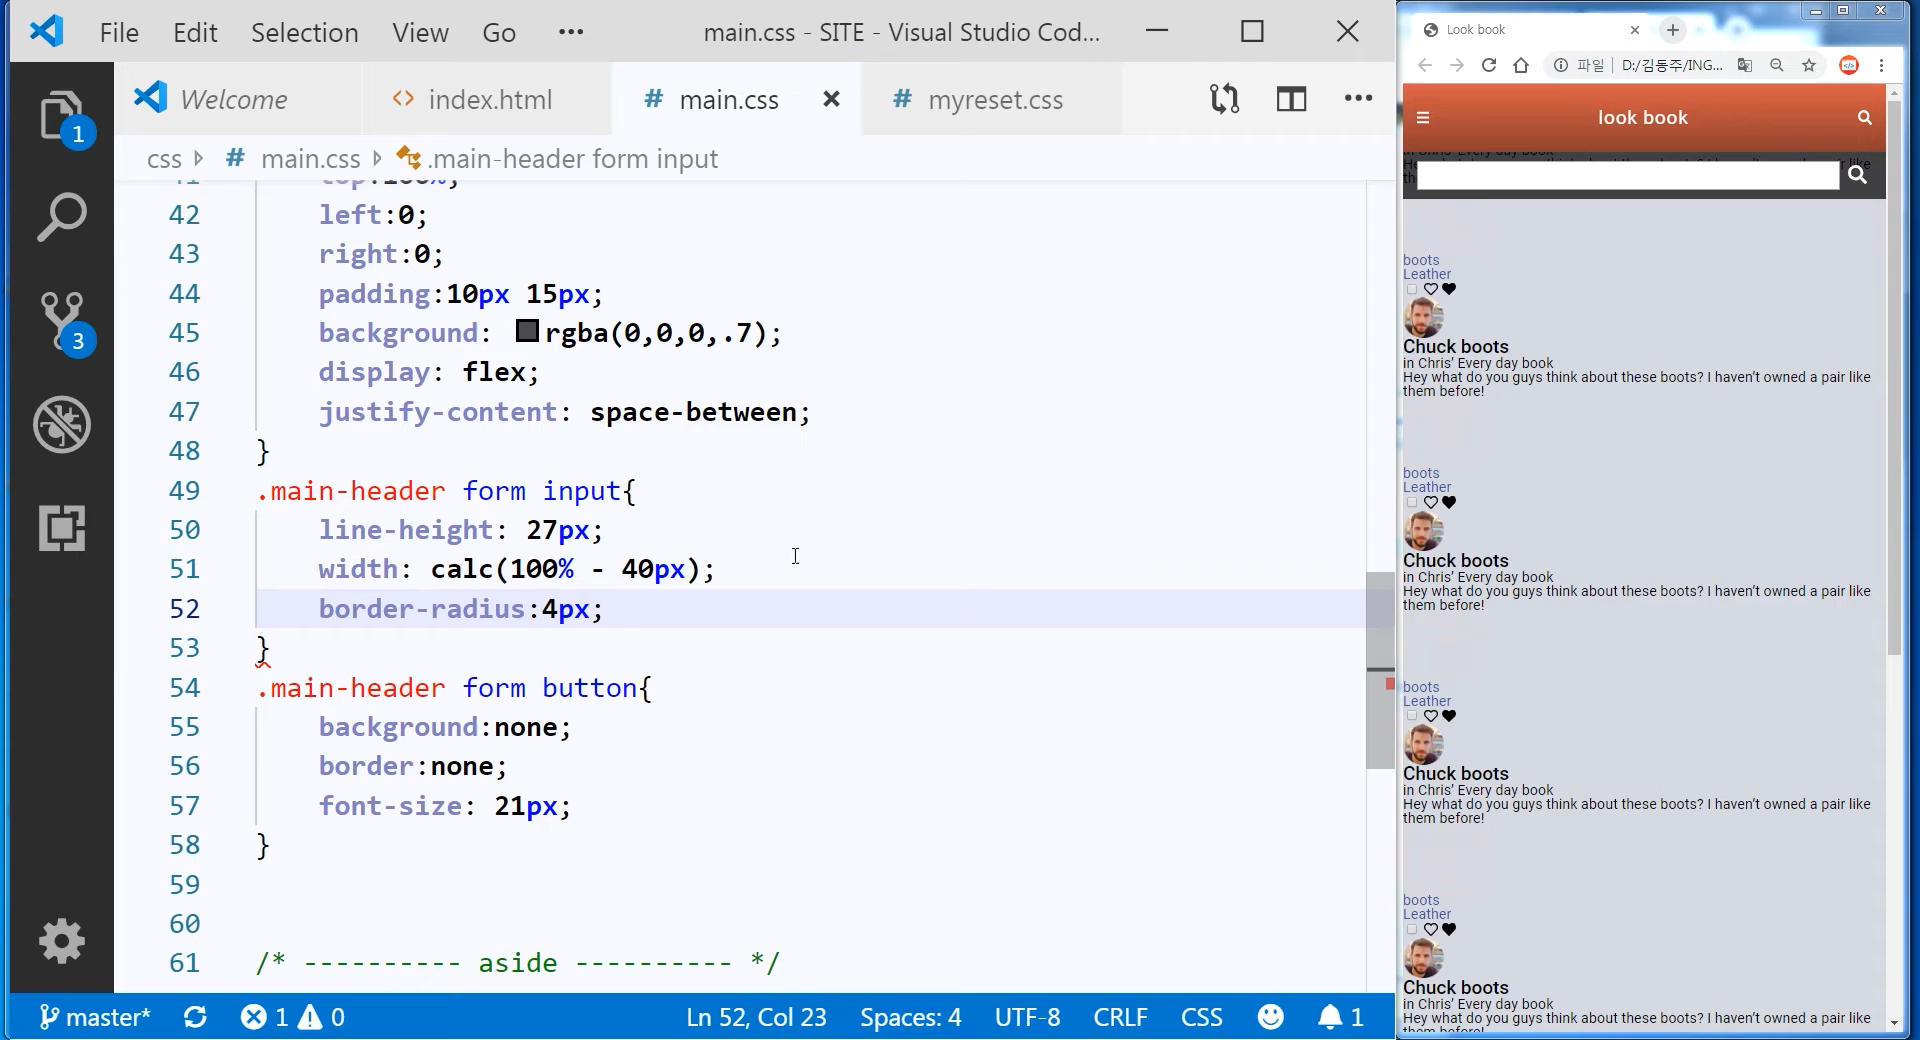 File Edit Selection View Go ••• main.css - SITE - Visual Studio Cod...
Welcome <> index.html # main.css × # myreset.css •••
css # main.css .main-header form input
42 left:0;
43 right:0;
44 padding:10px 15px;
45 background: rgba(0,0,0,.7);
46 display: flex;
47 justify-content: space-between;
48 }
49 .main-header form input{
50 line-height: 27px;
51 width: calc(100% - 40px);
52 border-radius:4px;
53 }
54 .main-header form button{
55 background:none;
56 border:none;
57 font-size: 21px;
58 }
59
60
61 /* ---------- aside ---------- */
1
3
master* 1 0 Ln 52, Col 23 Spaces: 4 UTF-8 CRLF CSS 1
Look book
파일 | D:/김동주/ING...
look book
boots
Leather
Chuck boots
in Chris’ Every day book
Hey what do you guys think about these boots? I haven’t owned a pair like
them before!
boots
Leather
Chuck boots
in Chris’ Every day book
Hey what do you guys think about these boots? I haven’t owned a pair like
them before!
boots
Leather
Chuck boots
in Chris’ Every day book
Hey what do you guys think about these boots? I haven’t owned a pair like
them before!
boots
Leather
Chuck boots
in Chris’ Every day book
Hey what do you guys think about these boots? I haven’t owned a pair like
them before!